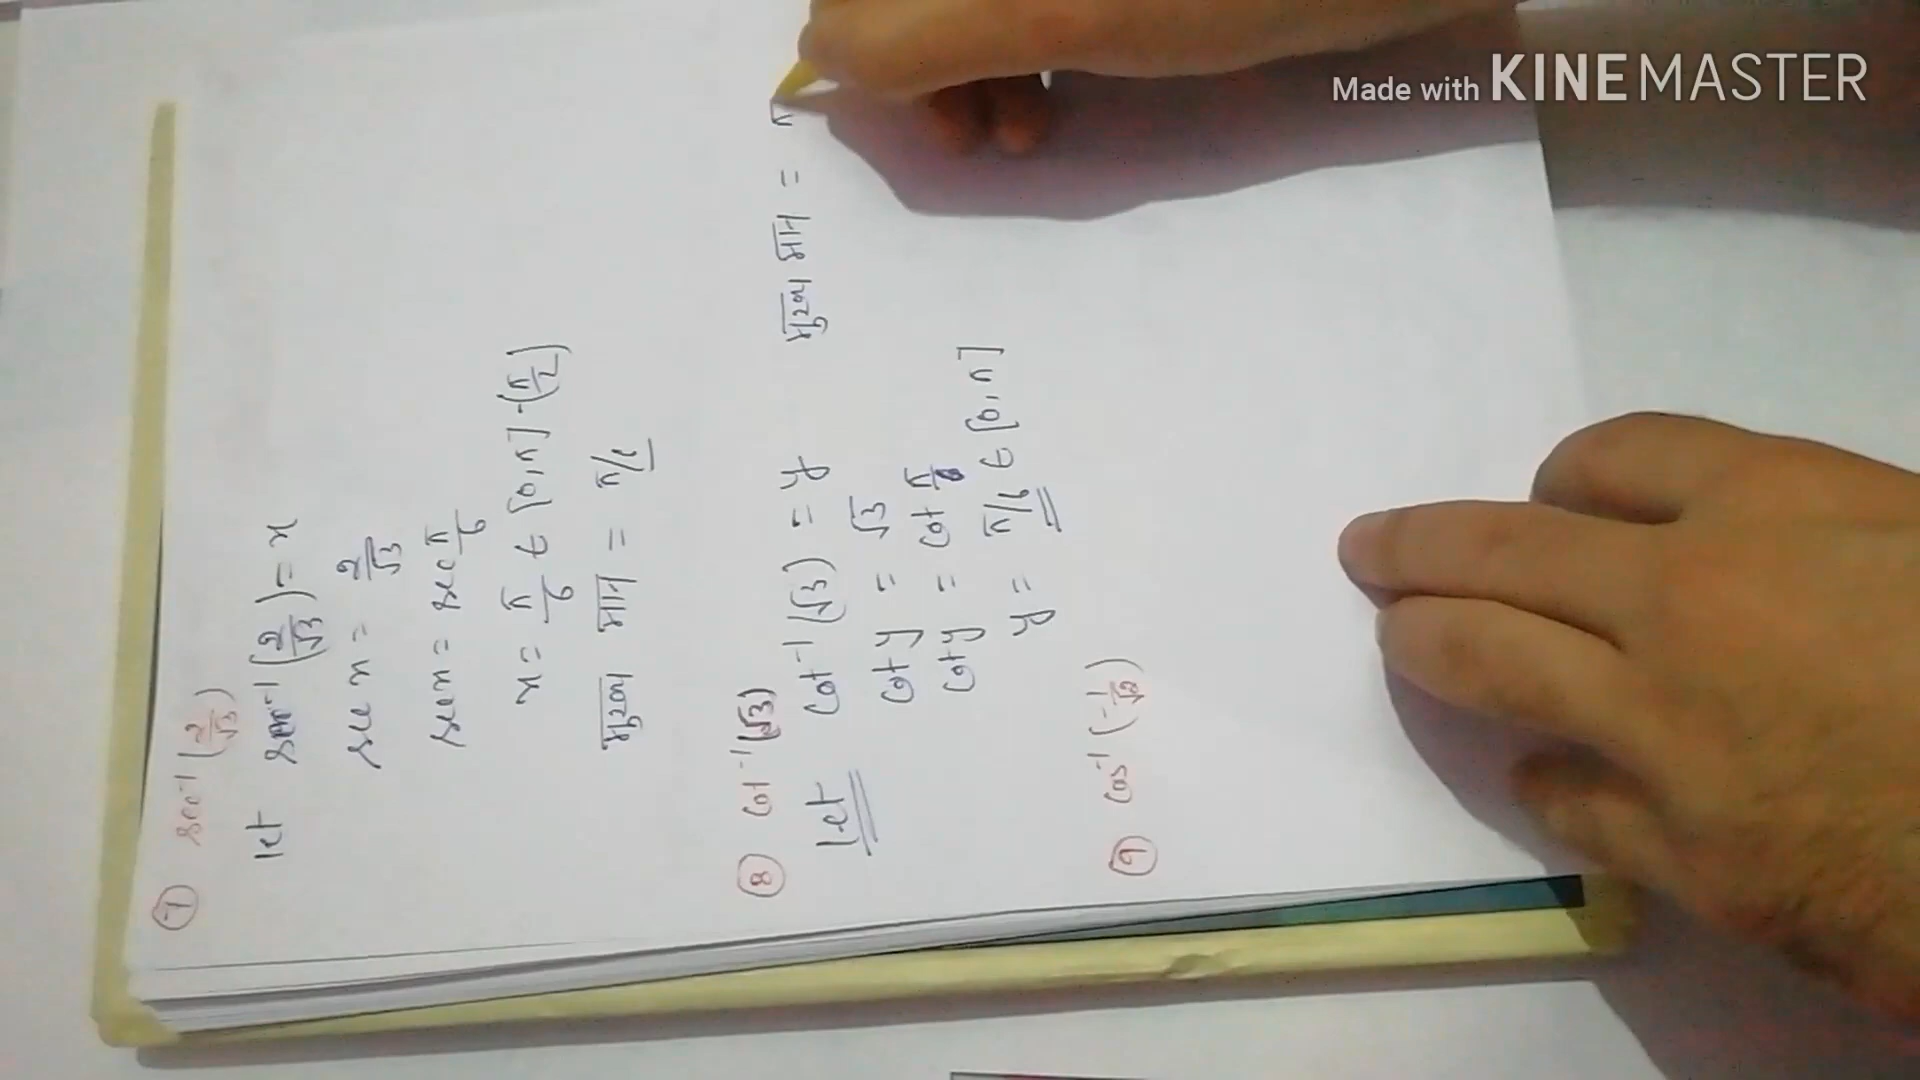 Made with KINEMASTER
⑦ sec⁻¹(2/√3)
let sec⁻¹(2/√3) = x
sec x = 2/√3
sec x = sec π/6
x = π/6 ∈ [0, π] - (π/2)
मुख्य मान = π/6
⑧ cot⁻¹(√3)
let cot⁻¹(√3) = y
cot y = √3
cot y = cot π/6
y = π/6 ∈ [0, π]
मुख्य मान = π
⑨ cos⁻¹(-1/√2)